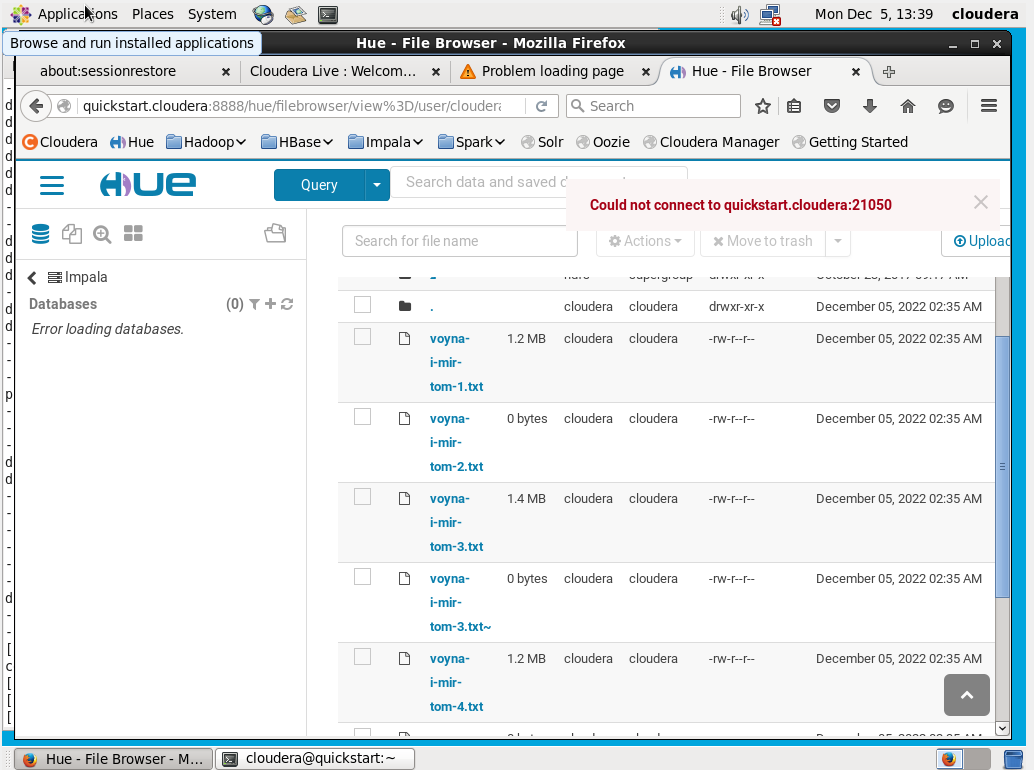 Applications Places System Mon Dec 5, 13:39 cloudera
Browse and run installed applications
Hue - File Browser - Mozilla Firefox
about:sessionrestore Cloudera Live : Welcom... Problem loading page Hue - File Browser
quickstart.cloudera:8888/hue/filebrowser/view%3D/user/cloudera Search
Cloudera Hue Hadoop HBase Impala Spark Solr Oozie Cloudera Manager Getting Started
HUE Query Search data and saved
Could not connect to quickstart.cloudera:21050
Search for file name Actions Move to trash Upload
Impala
Databases (0)
Error loading databases.
. cloudera cloudera drwxr-xr-x December 05, 2022 02:35 AM
voyna- 1.2 MB cloudera cloudera -rw-r--r-- December 05, 2022 02:35 AM
i-mir-
tom-1.txt
voyna- 0 bytes cloudera cloudera -rw-r--r-- December 05, 2022 02:35 AM
i-mir-
tom-2.txt
voyna- 1.4 MB cloudera cloudera -rw-r--r-- December 05, 2022 02:35 AM
i-mir-
tom-3.txt
voyna- 0 bytes cloudera cloudera -rw-r--r-- December 05, 2022 02:35 AM
i-mir-
tom-3.txt~
voyna- 1.2 MB cloudera cloudera -rw-r--r-- December 05, 2022 02:35 AM
i-mir-
tom-4.txt
Hue - File Browser - M... cloudera@quickstart:~